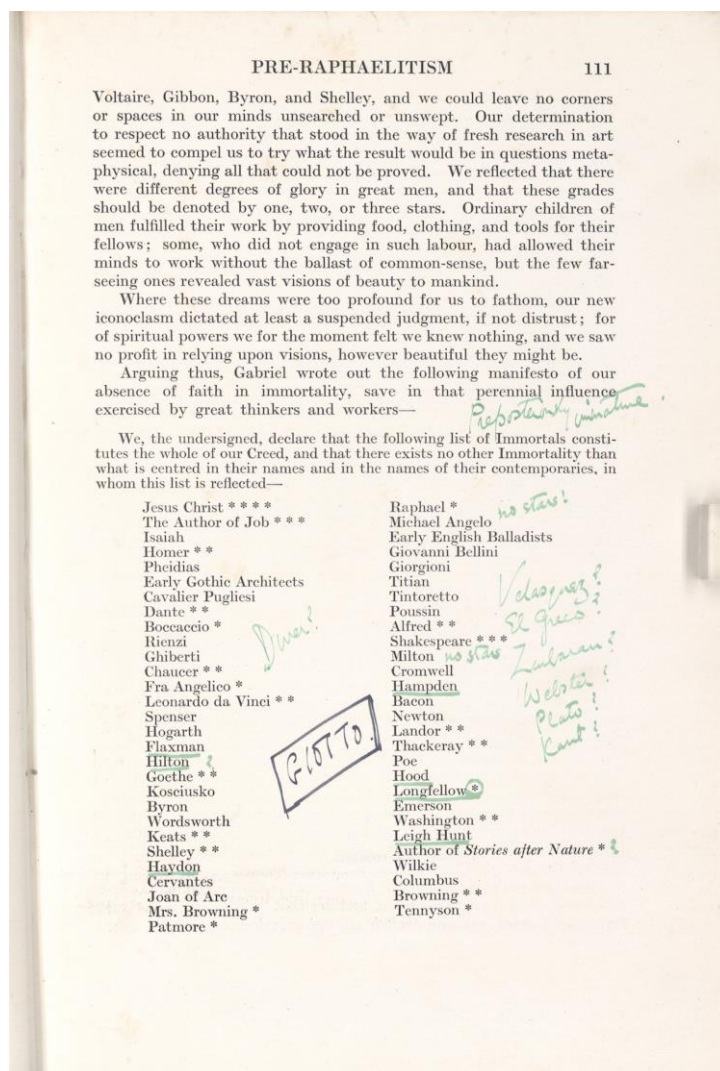 PRE-RAPHAELITISM 111
Voltaire, Gibbon, Byron, and Shelley, and we could leave no corners
or spaces in our minds unsearched or unswept. Our determination
to respect no authority that stood in the way of fresh research in art
seemed to compel us to try what the result would be in questions meta-
physical, denying all that could not be proved. We reflected that there
were different degrees of glory in great men, and that these grades
should be denoted by one, two, or three stars. Ordinary children of
men fulfilled their work by providing food, clothing, and tools for their
fellows; some, who did not engage in such labour, had allowed their
minds to work without the ballast of common-sense, but the few far-
seeing ones revealed vast visions of beauty to mankind.
Where these dreams were too profound for us to fathom, our new
iconoclasm dictated at least a suspended judgment, if not distrust; for
of spiritual powers we for the moment felt we knew nothing, and we saw
no profit in relying upon visions, however beautiful they might be.
Arguing thus, Gabriel wrote out the following manifesto of our
absence of faith in immortality, save in that perennial influence
exercised by great thinkers and workers—
Preposterously immature.
We, the undersigned, declare that the following list of Immortals consti-
tutes the whole of our Creed, and that there exists no other Immortality than
what is centred in their names and in the names of their contemporaries, in
whom this list is reflected—
Jesus Christ * * * *
The Author of Job * * *
Isaiah
Homer * *
Pheidias
Early Gothic Architects
Cavalier Pugliesi
Dante * *
Boccaccio *
Rienzi
Ghiberti
Chaucer * *
Fra Angelico *
Leonardo da Vinci * *
Spenser
Hogarth
Flaxman
Hilton ?
Goethe * *
Kosciusko
Byron
Wordsworth
Keats * *
Shelley * *
Haydon
Cervantes
Joan of Arc
Mrs. Browning *
Patmore *
Durer?
GIOTTO.
Raphael *
Michael Angelo no stars!
Early English Balladists
Giovanni Bellini
Giorgioni
Titian
Tintoretto
Poussin
Alfred * *
Shakespeare * * *
Milton no stars
Cromwell
Hampden
Bacon
Newton
Landor * *
Thackeray * *
Poe
Hood
Longfellow *
Emerson
Washington * *
Leigh Hunt
Author of Stories after Nature * ?
Wilkie
Columbus
Browning * *
Tennyson *
Velasquez?
El Greco?
Zurbaran?
Webster?
Plato?
Kant?